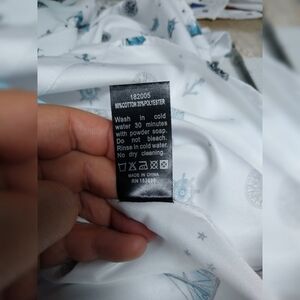 182005
Wash in cold
water 30 minutes
with powder soap.
Do not bleach.
Rinse in cold water.
No dry cleaning.
MADE IN CHINA